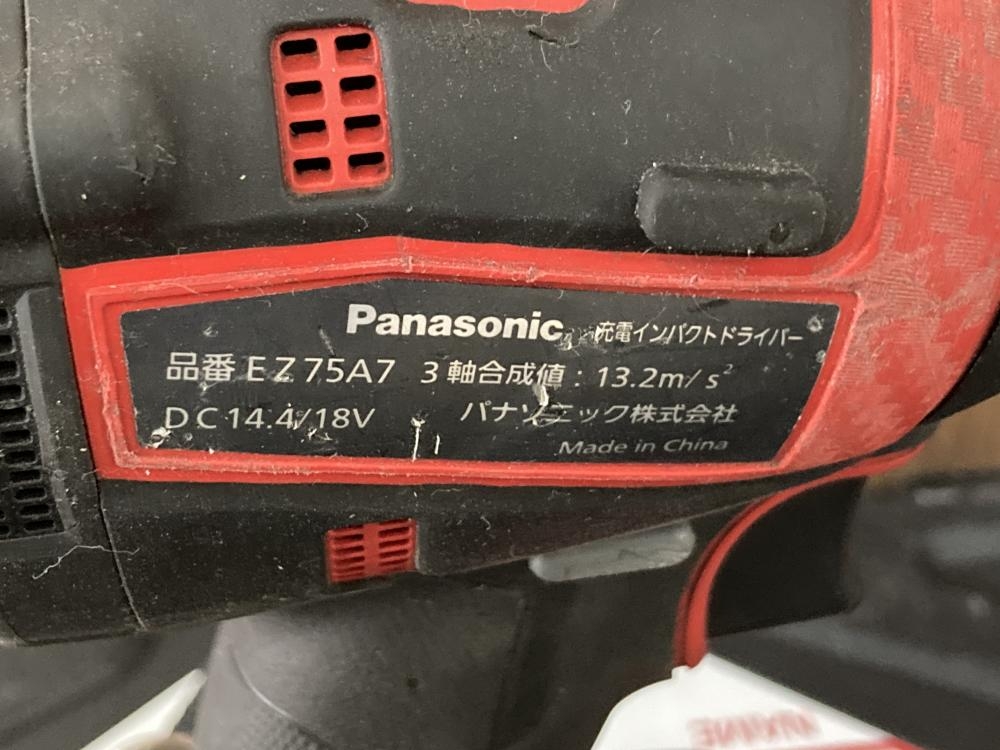 Panasonic 充電インパクトドライバー
品番 EZ75A7 3軸合成値：13.2m/s²
DC14.4/18V パナソニック株式会社
Made in China